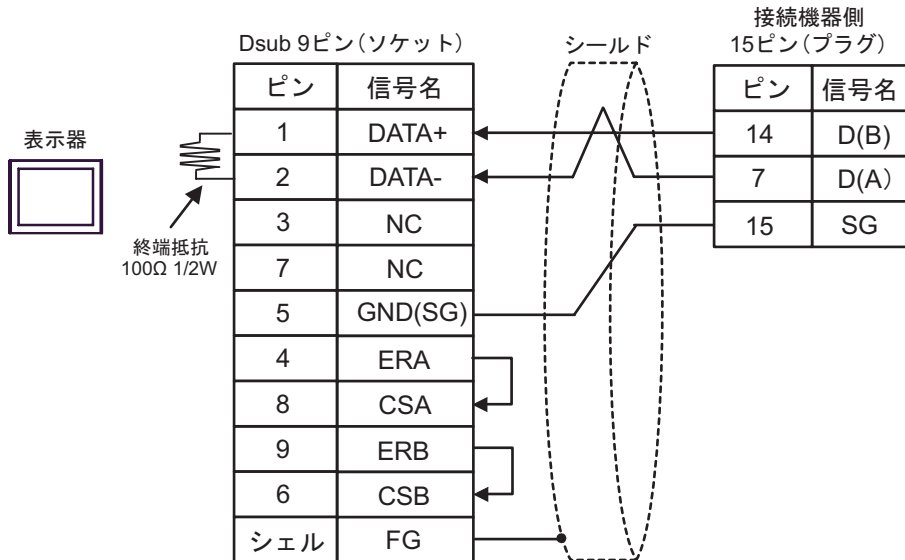 接続機器側
Dsub 9ピン(ソケット)
シールド
15ピン(プラグ)
ピン 信号名
ピン 信号名
表示器
1 DATA+
14 D(B)
2 DATA-
7 D(A)
3 NC
15 SG
終端抵抗
100Ω 1/2W
7 NC
5 GND(SG)
4 ERA
8 CSA
9 ERB
6 CSB
シェル FG